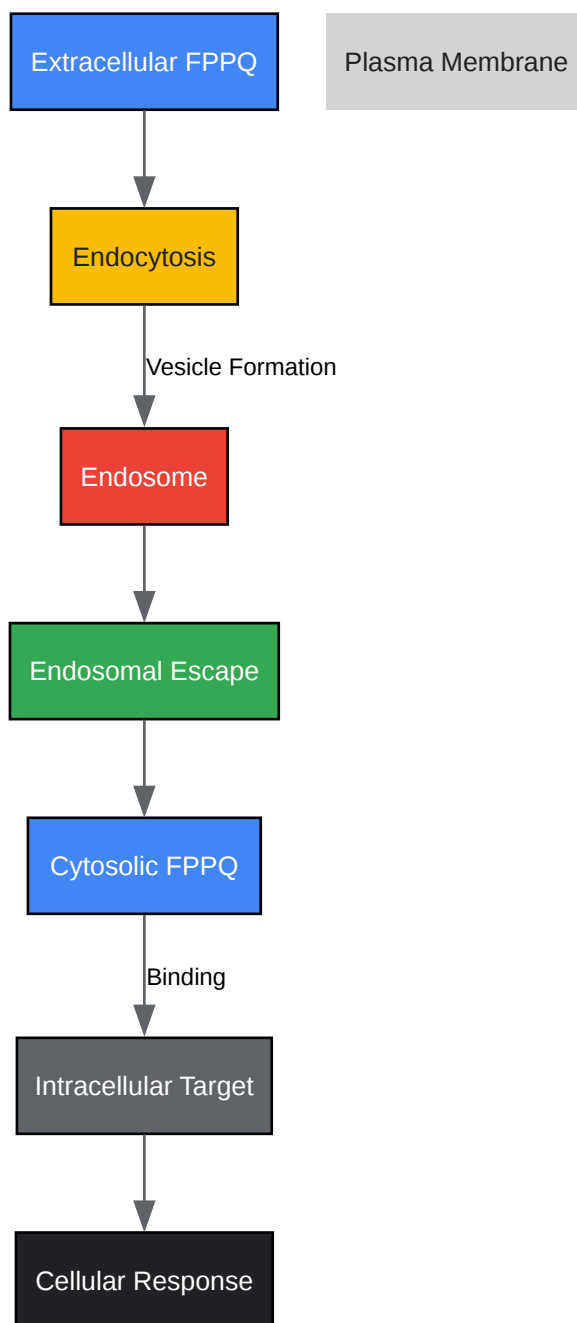 Extracellular FPPQ
Plasma Membrane
Endocytosis
Vesicle Formation
Endosome
Endosomal Escape
Cytosolic FPPQ
Binding
Intracellular Target
Cellular Response